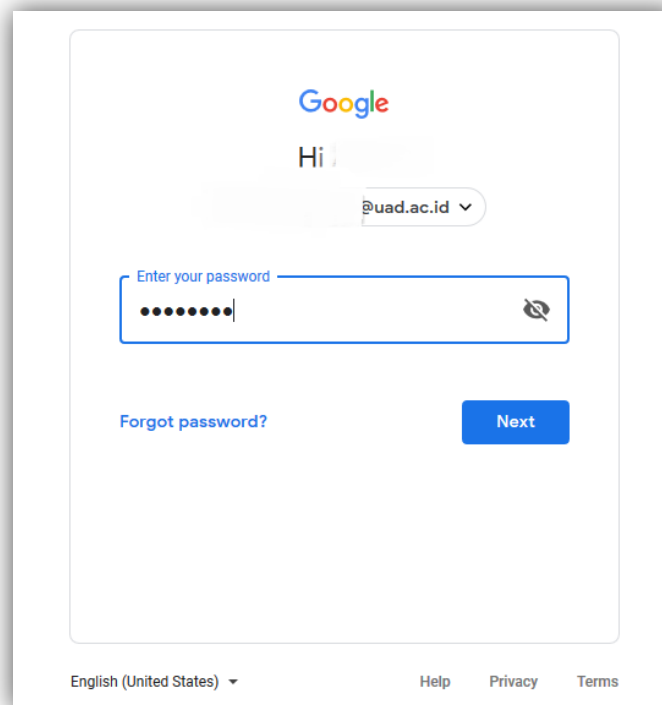 Google
Hi
@uad.ac.id
Enter your password
••••••••
Forgot password?
Next
English (United States)
Help Privacy Terms